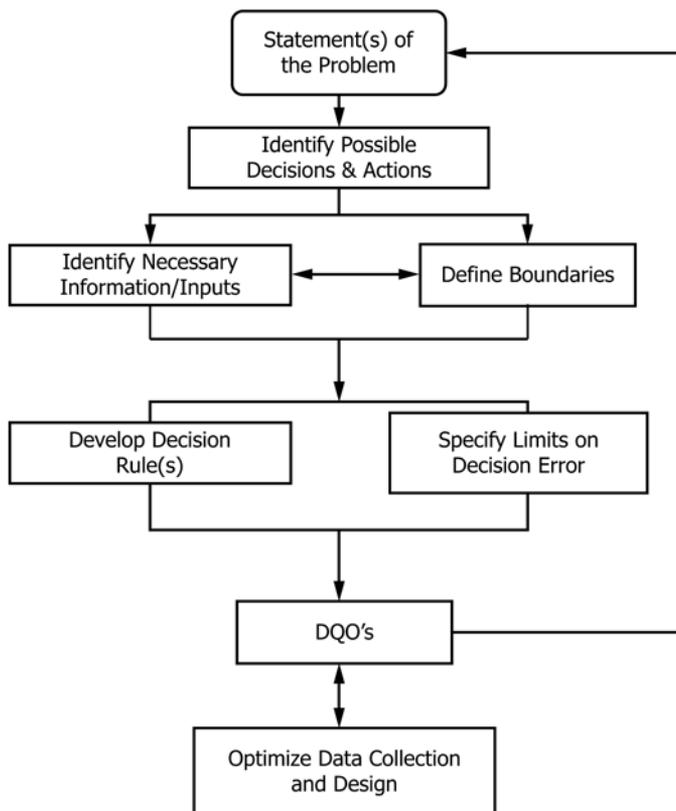 Statement(s) of
the Problem
Identify Possible
Decisions & Actions
Identify Necessary
Information/Inputs
Define Boundaries
Develop Decision
Rule(s)
Specify Limits on
Decision Error
DQO's
Optimize Data Collection
and Design